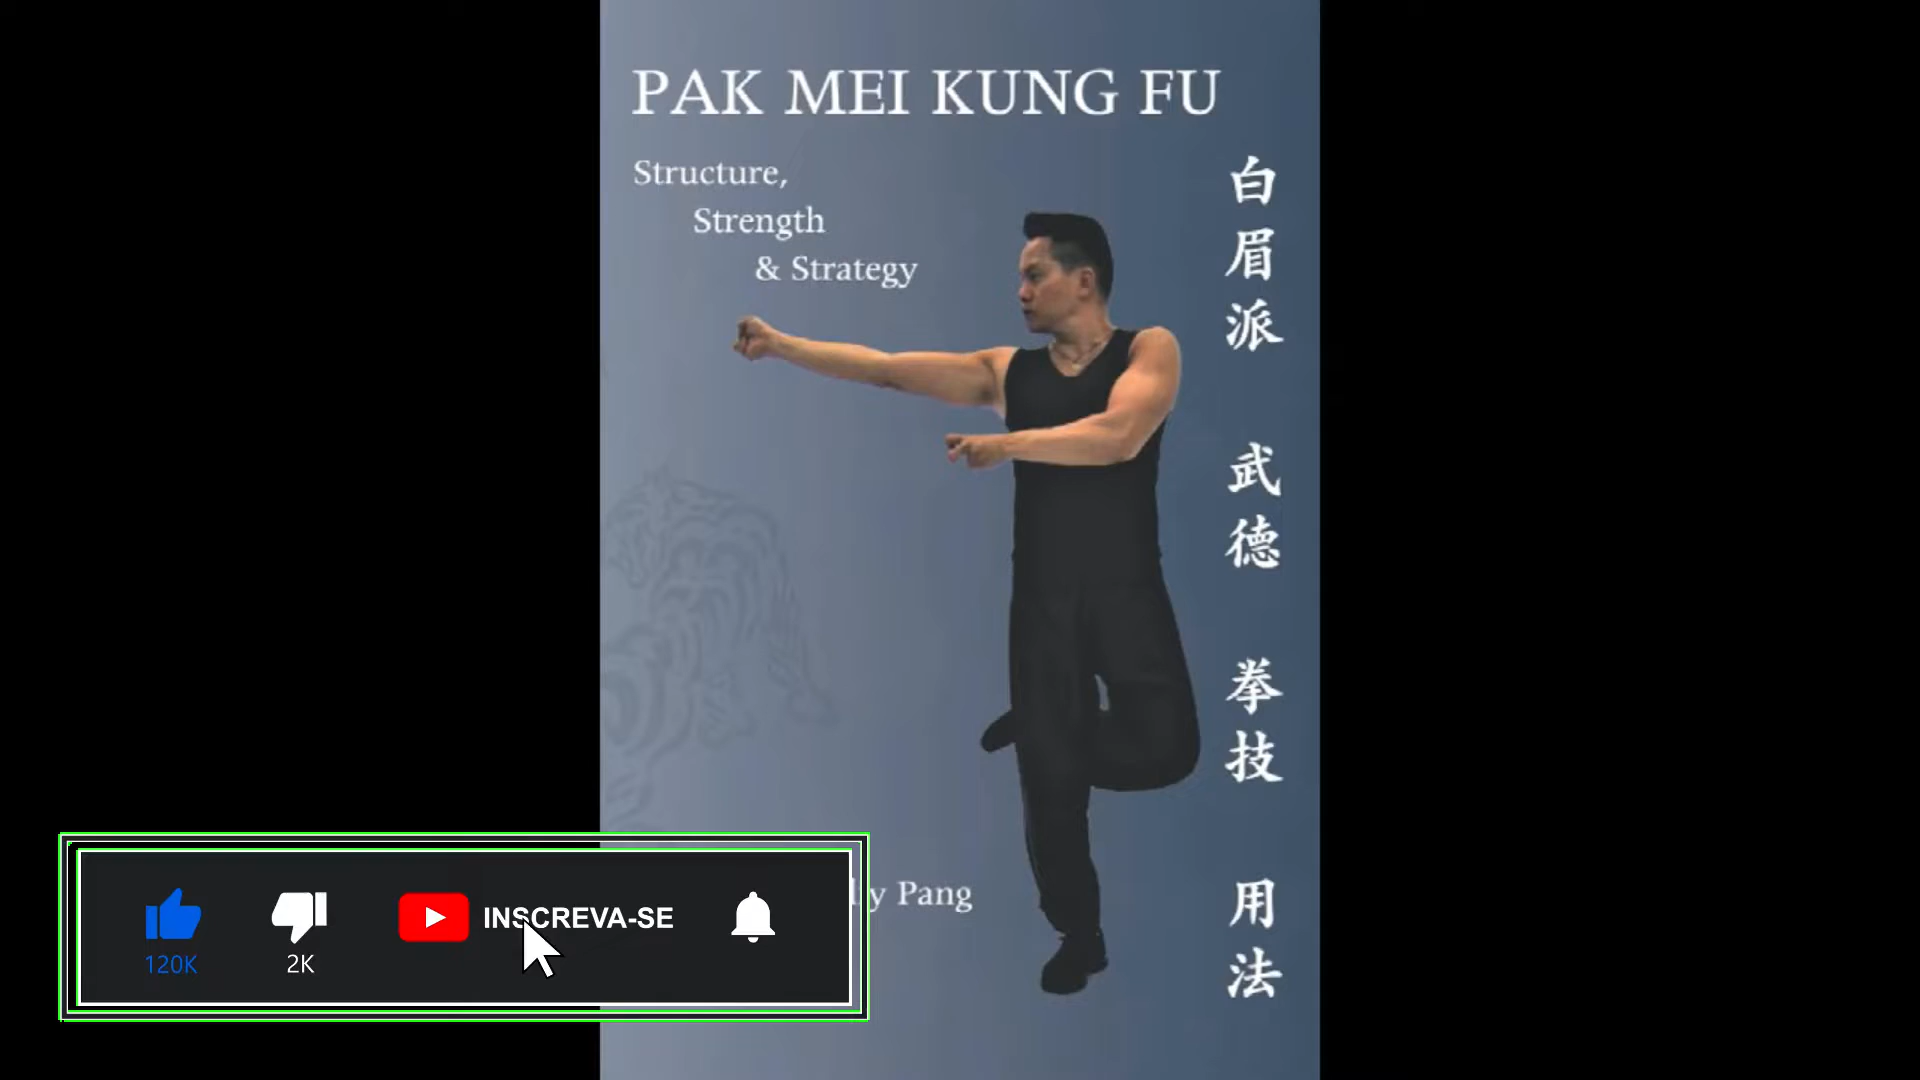 PAK MEI KUNG FU
Structure,
Strength
& Strategy
白眉派 武德 拳技 用法
Pang
INSCREVA-SE
120K
2K